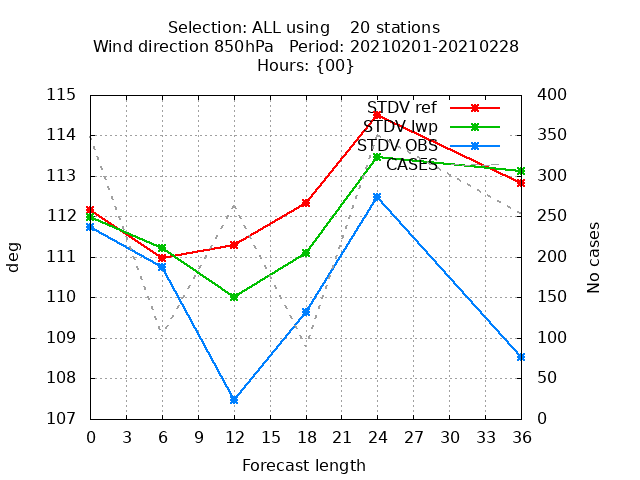 Selection: ALL using    20 stations
Wind direction 850hPa   Period: 20210201-20210228
Hours: {00}
115 400
STDV ref
114 350
STDV lwp
STDV OBS
CASES
113 300
112 250
111 200
110 150
109 100
108 50
107 0
deg
No cases
0 3 6 9 12 15 18 21 24 27 30 33 36
Forecast length